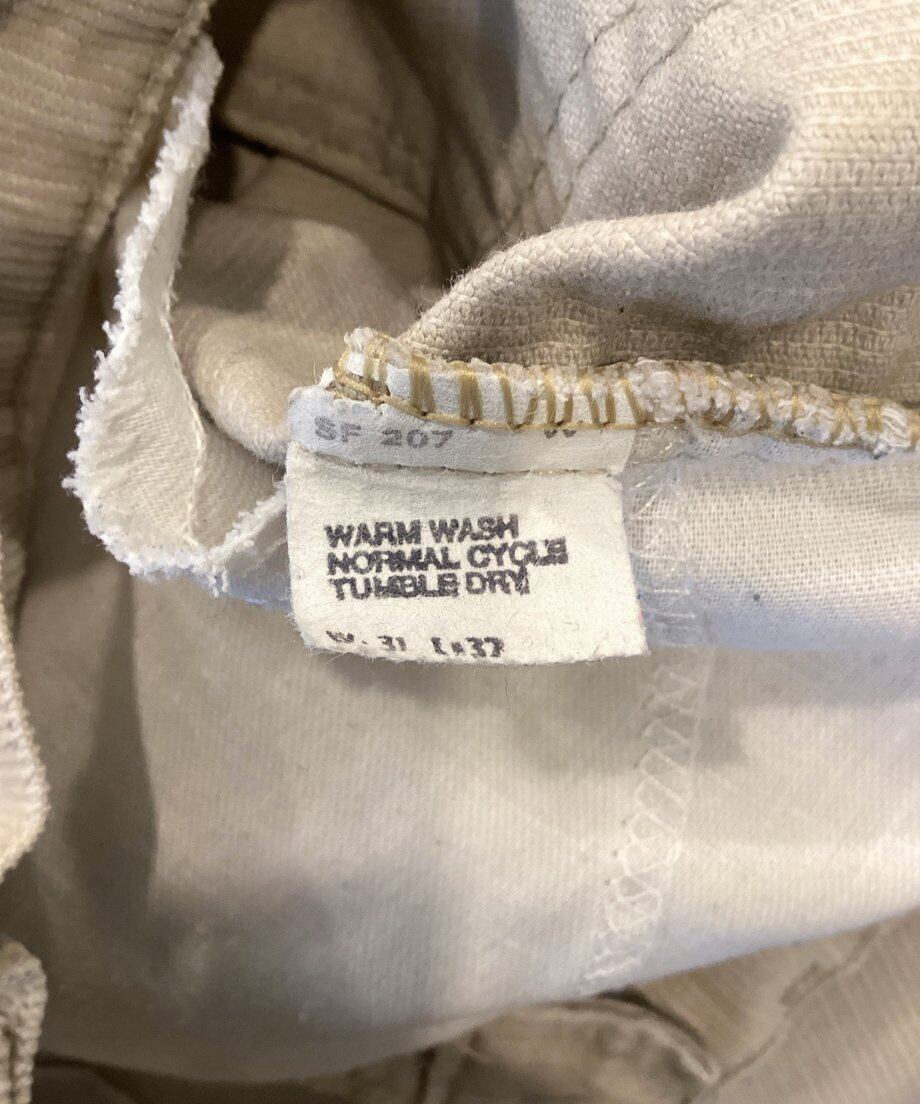 SF 207 W
WARM WASH
NORMAL CYCLE
TUMBLE DRY